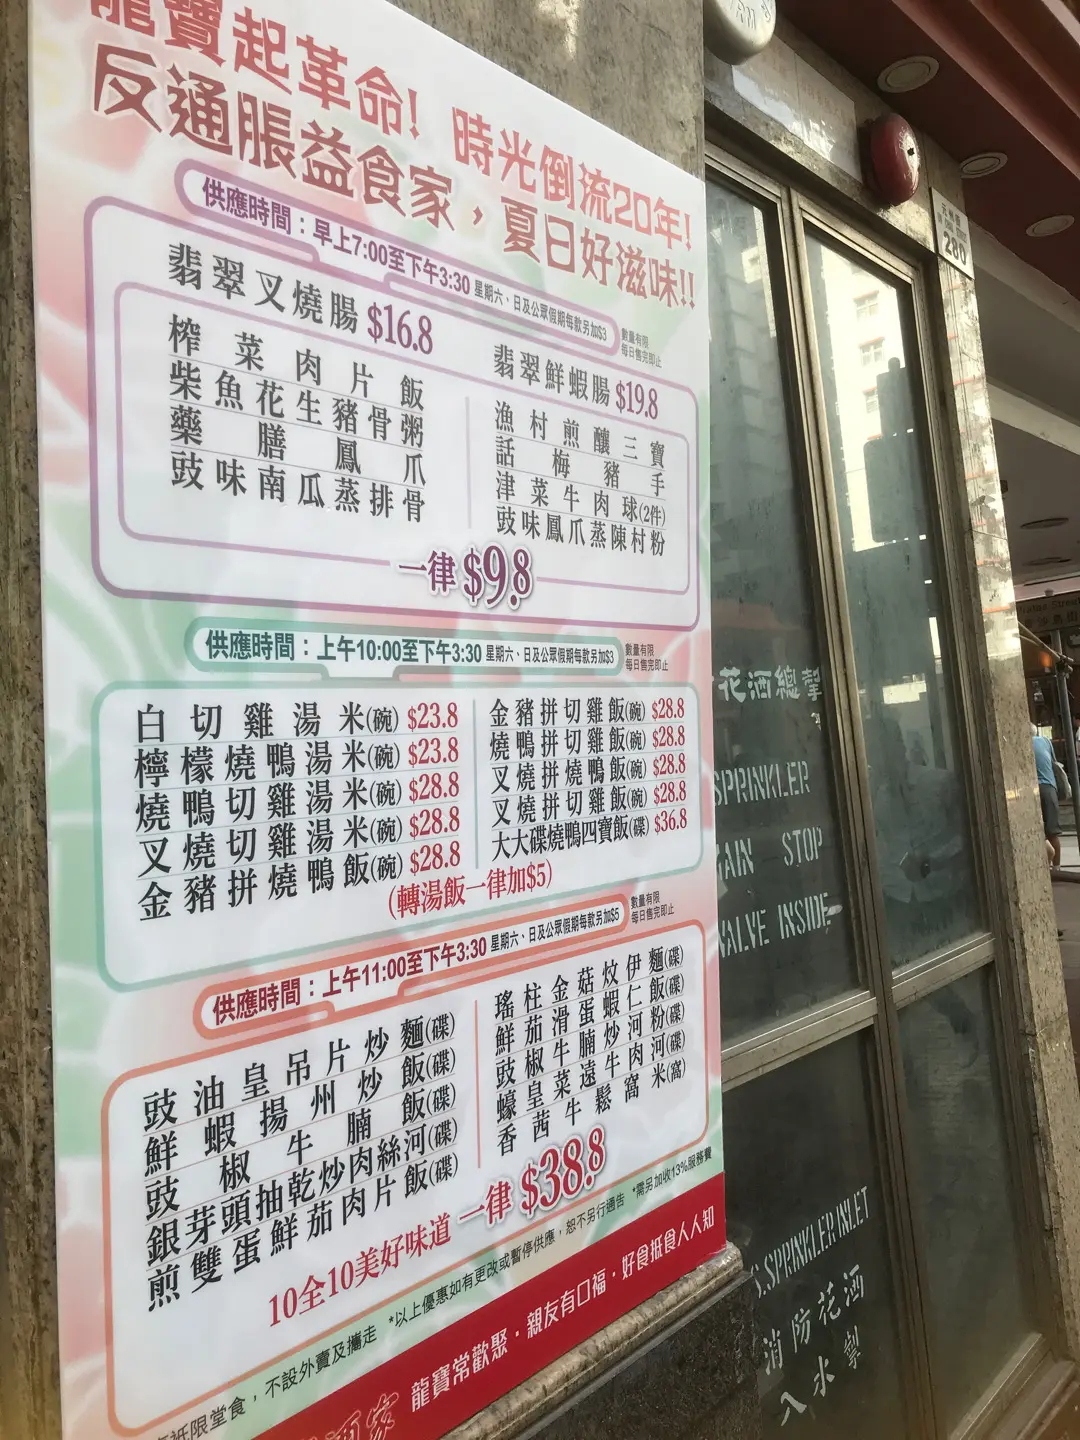 龍寶起革命！時光倒流20年！
反通脹益食家，夏日好滋味!!
供應時間：早上7:00至下午3:30 星期六、日及公眾假期每款另加$3
數量有限
每日售完即止
翡翠叉燒腸 $16.8
翡翠鮮蝦腸 $19.8
榨菜肉片飯
柴魚花生豬骨粥
藥膳鳳爪
豉味南瓜蒸排骨
漁村煎釀三寶
話梅豬手
津菜牛肉球(2件)
豉味鳳爪蒸陳村粉
一律 $9.8
供應時間：上午10:00至下午3:30 星期六、日及公眾假期每款另加$3
數量有限
每日售完即止
白切雞湯米(碗) $23.8
檸檬燒鴨湯米(碗) $23.8
燒鴨切雞湯米(碗) $28.8
叉燒切雞湯米(碗) $28.8
金豬拼燒鴨飯(碗) $28.8
金豬拼切雞飯(碗) $28.8
燒鴨拼切雞飯(碗) $28.8
叉燒拼燒鴨飯(碗) $28.8
叉燒拼切雞飯(碗) $28.8
大大碟燒鴨四寶飯(碟) $36.8
(轉湯飯一律加$5)
供應時間：上午11:00至下午3:30 星期六、日及公眾假期每款另加$5
數量有限
每日售完即止
豉油皇吊片炒麵(碟)
鮮蝦揚州炒飯(碟)
豉椒牛腩飯(碟)
銀芽頭抽乾炒肉絲河(碟)
煎雙蛋鮮茄肉片飯(碟)
瑤柱金菇炆伊麵(碟)
鮮茄滑蛋蝦仁飯(碟)
豉椒牛腩炒河粉(碟)
蠔皇菜遠牛肉河(碟)
香茜牛鬆窩米(窩)
10全10美好味道 一律 $38.8
祇限堂食，不設外賣及攜走 *以上優惠如有更改或暫停供應，恕不另行通告 *需另加收13%服務費
酒家 龍寶常歡聚·親友有口福·好食抵食人人知
280
花洒總掣
SPRINKLER
MAIN STOP
VALVE INSIDE
F.S.SPRINKLER INLET
消防花洒
入水掣